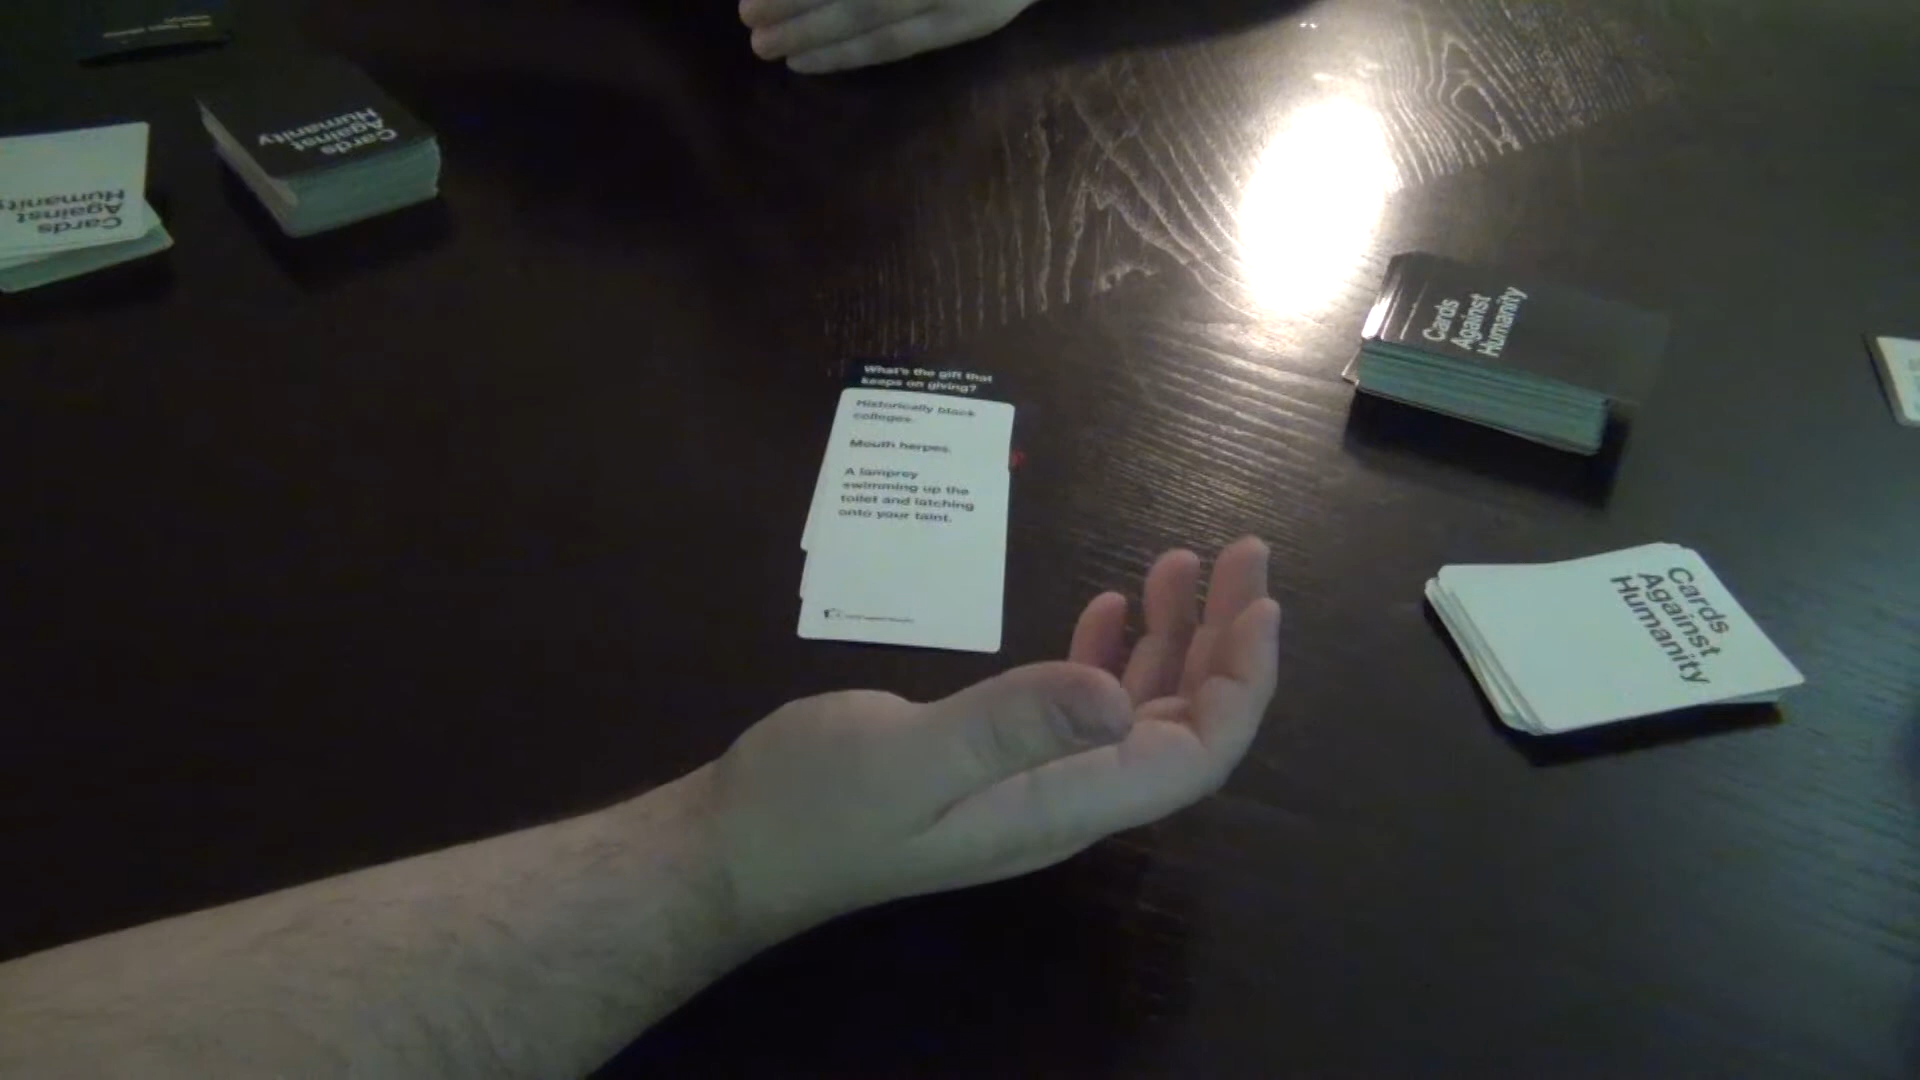 What's the gift that
keeps on giving?
Historically black
colleges.
Mouth herpes.
A lamprey
swimming up the
toilet and latching
onto your taint.
Cards
Against
Humanity
Cards
Against
Humanity
Cards
Against
Humanity
Cards
Against
Humanity